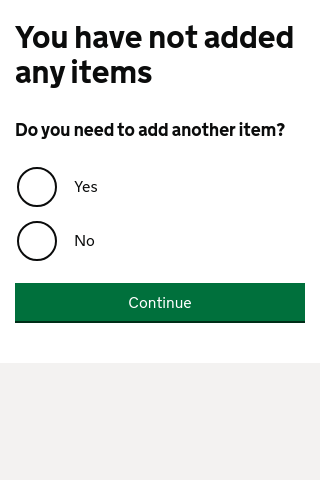 You have not added
any items
Do you need to add another item?
Yes
No
Continue